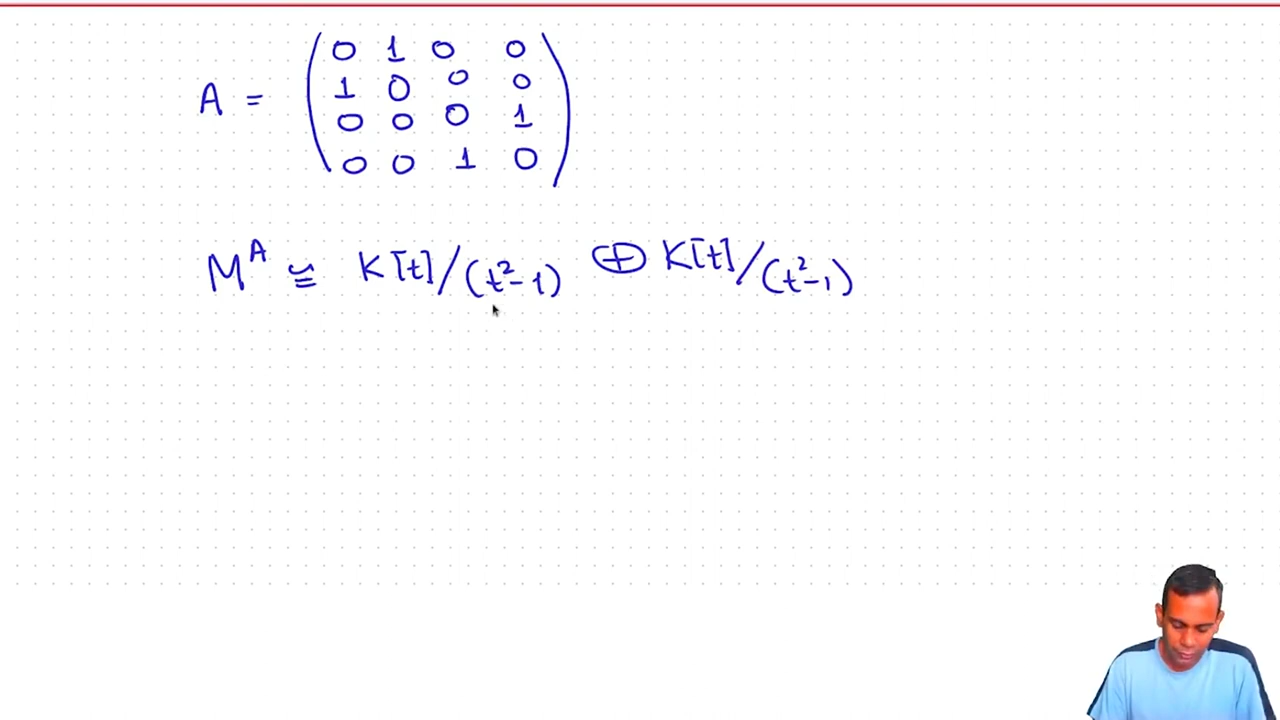 A = ( 0 1 0 0
1 0 0 0
0 0 0 1
0 0 1 0 )
M^A ≅ K[t]/(t²-1) ⊕ K[t]/(t²-1)